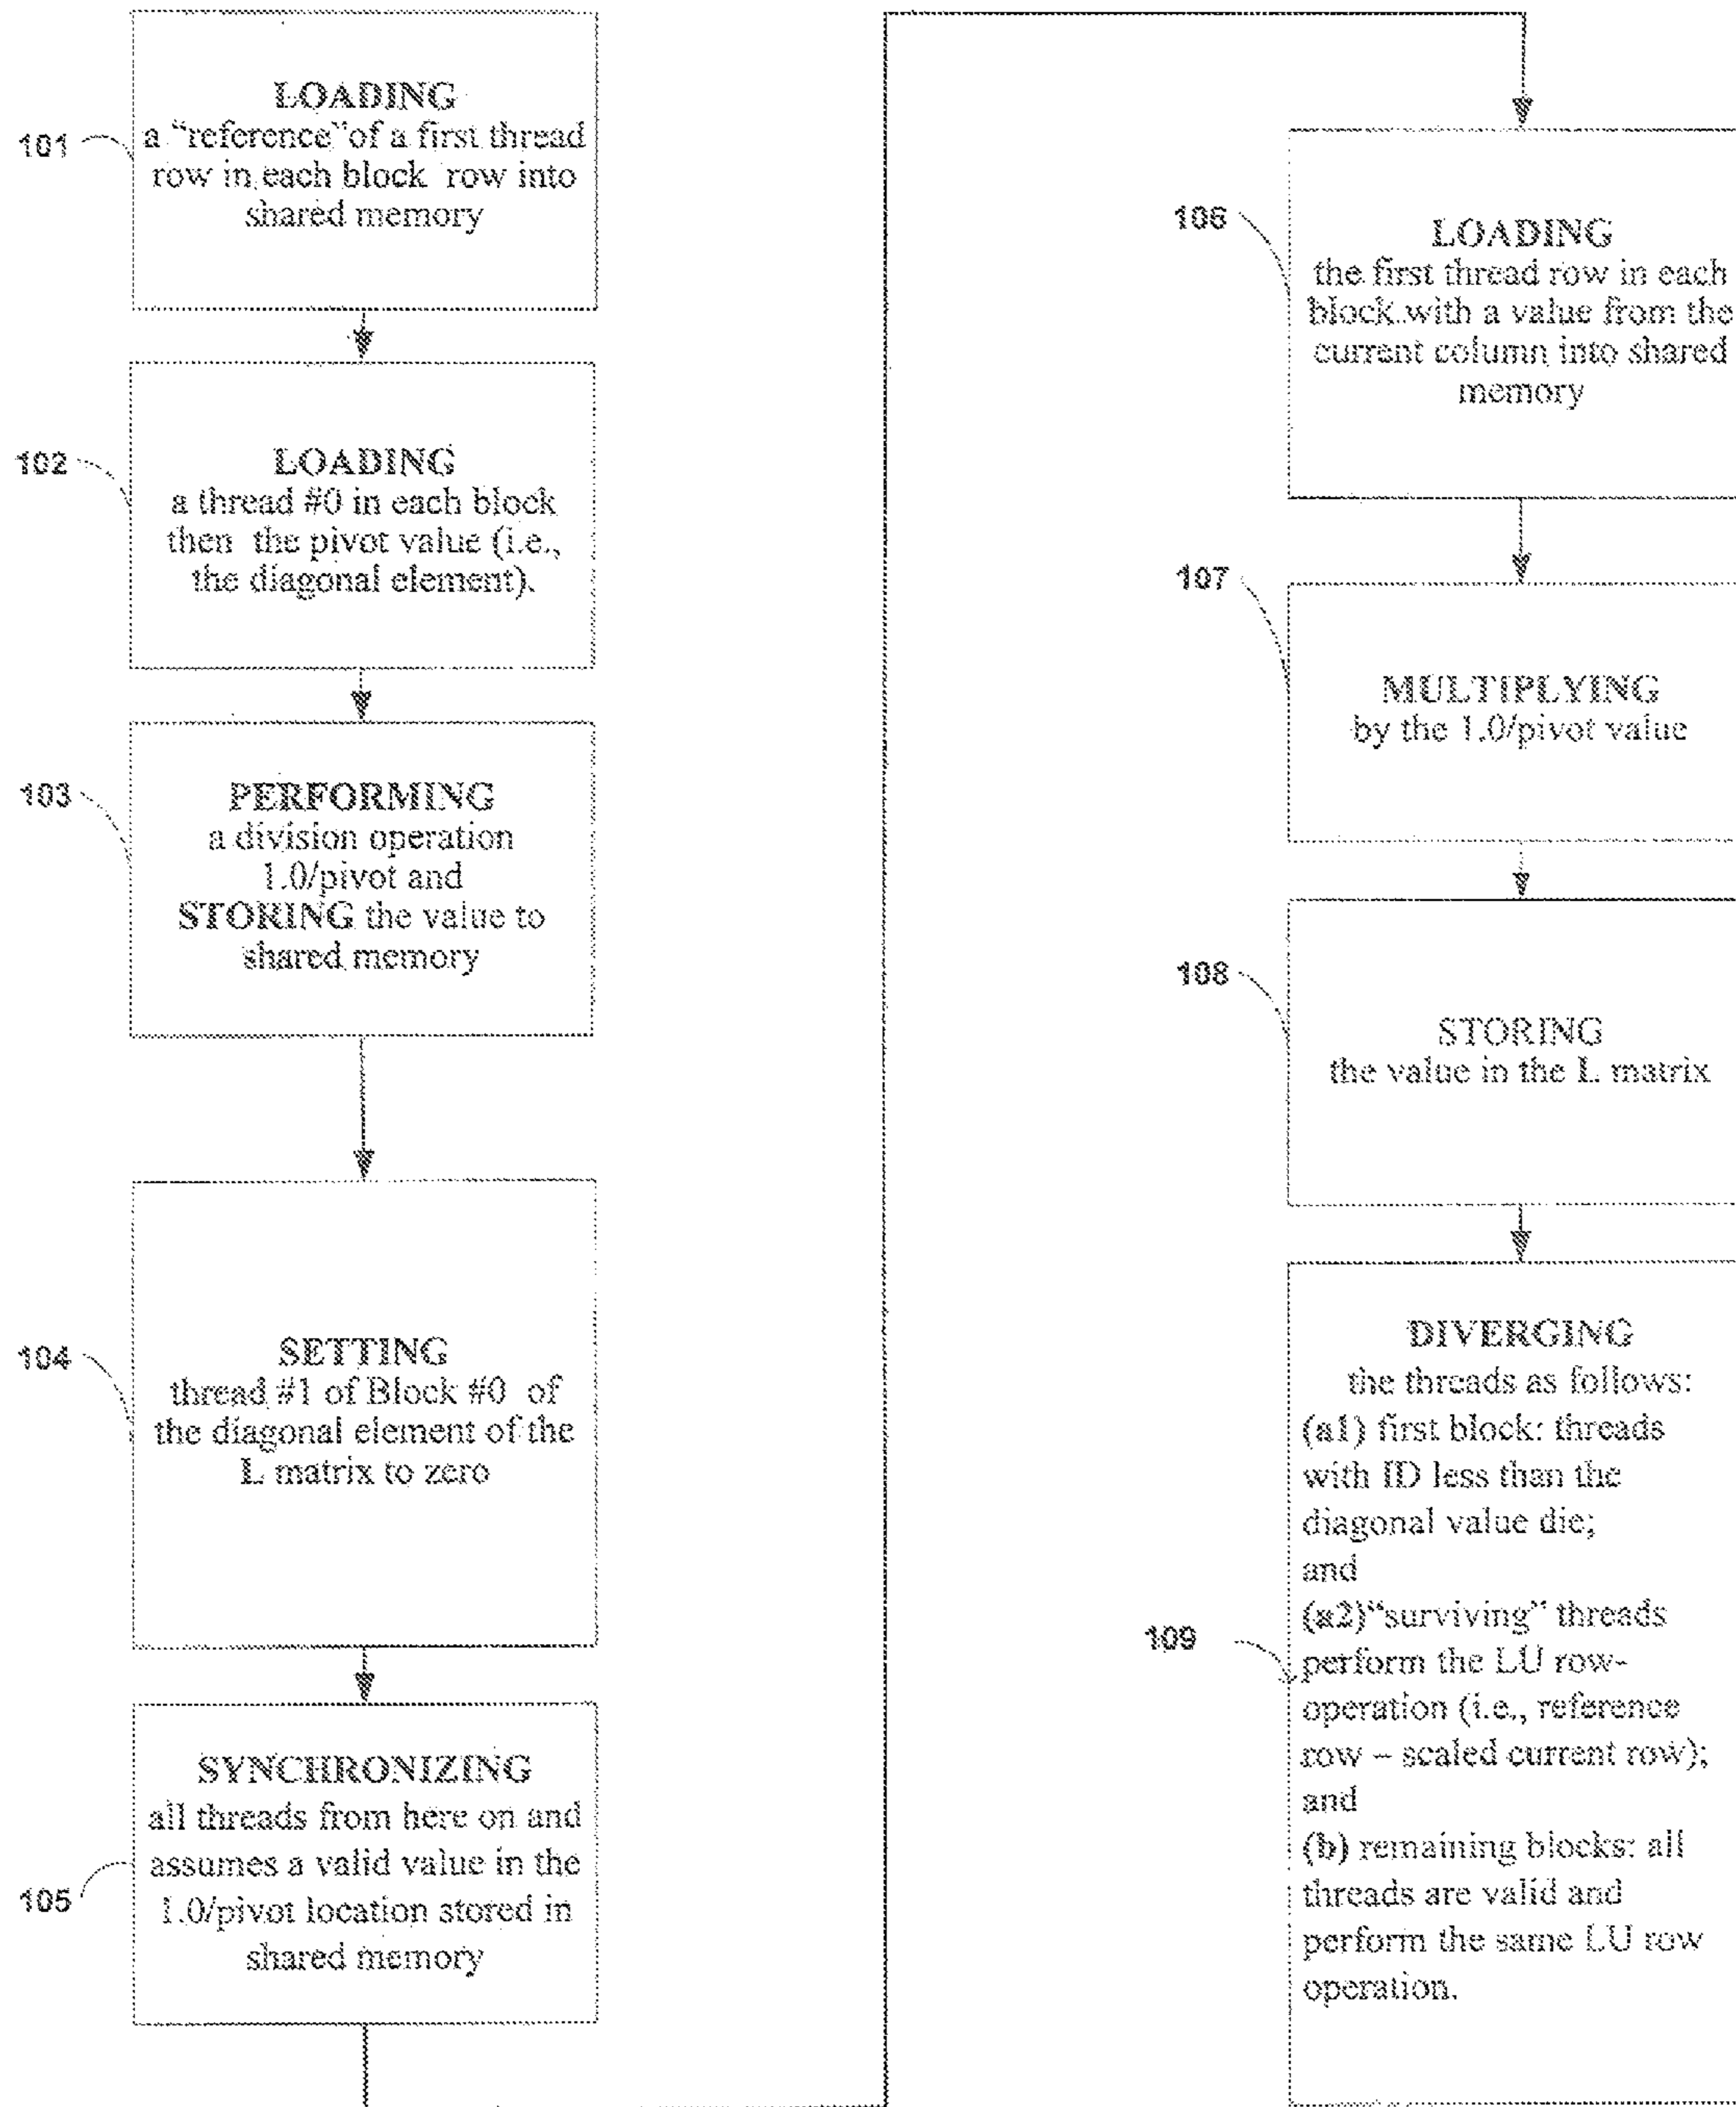 101
LOADING
a "reference"of a first thread
row in each block row into
shared memory
102
LOADING
a thread #0 in each block
then the pivot value (i.e.,
the diagonal element).
103
PERFORMING
a division operation
1.0/pivot and
STORING the value to
shared memory
104
SETTING
thread #1 of Block #0 of
the diagonal element of the
L matrix to zero
105
SYNCHRONIZING
all threads from here on and
assumes a valid value in the
1.0/pivot location stored in
shared memory
106
LOADING
the first thread row in each
block with a value from the
current column into shared
memory
107
MULTIPLYING
by the 1.0/pivot value
108
STORING
the value in the L matrix
109
DIVERGING
the threads as follows:
(a1) first block: threads
with ID less than the
diagonal value die;
and
(a2)"surviving" threads
perform the LU row-
operation (i.e., reference
row – scaled current row);
and
(b) remaining blocks: all
threads are valid and
perform the same LU row
operation.